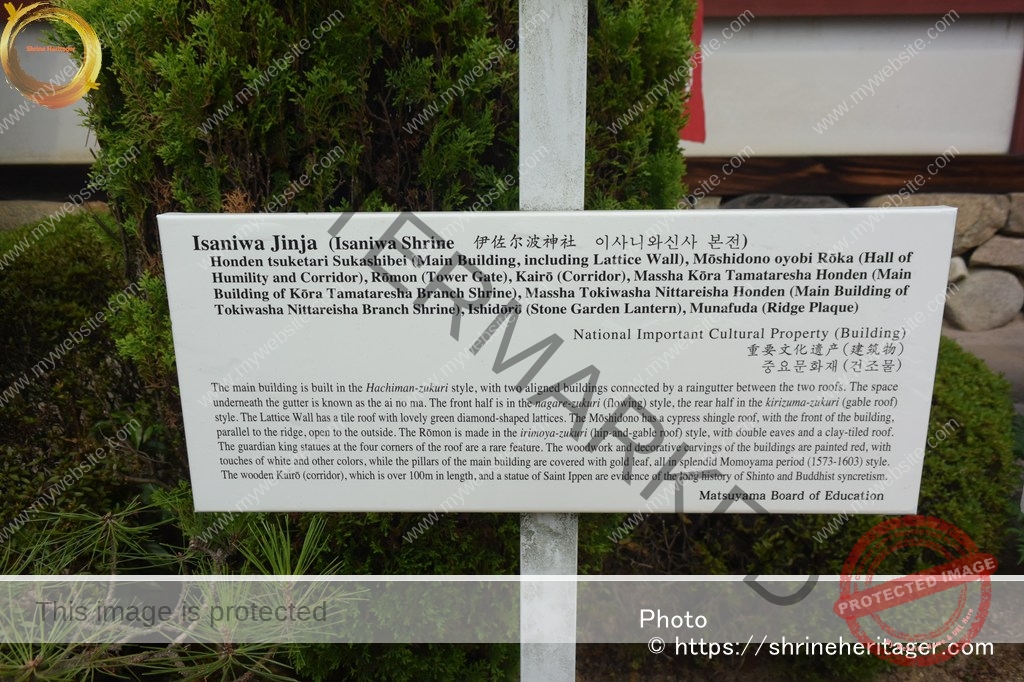 Shrine Heritager
Isaniwa Jinja (Isaniwa Shrine 伊佐尔波神社 이사니와신사 본전)
Honden tsuketari Sukashibei (Main Building, including Lattice Wall), Mōshidono oyobi Rōka (Hall of
Humility and Corridor), Rōmon (Tower Gate), Kairō (Corridor), Massha Kōra Tamataresha Honden (Main
Building of Kōra Tamataresha Branch Shrine), Massha Tokiwasha Nittareisha Honden (Main Building of
Tokiwasha Nittareisha Branch Shrine), Ishidōrō (Stone Garden Lantern), Munafuda (Ridge Plaque)
National Important Cultural Property (Building)
重要文化遗产(建筑物)
중요문화재(건조물)
The main building is built in the Hachiman-zukuri style, with two aligned buildings connected by a raingutter between the two roofs. The space
underneath the gutter is known as the ai no ma. The front half is in the nagare-zukuri (flowing) style, the rear half in the kirizuma-zukuri (gable roof)
style. The Lattice Wall has a tile roof with lovely green diamond-shaped lattices. The Mōshidono has a cypress shingle roof, with the front of the building,
parallel to the ridge, open to the outside. The Rōmon is made in the irimoya-zukuri (hip-and-gable roof) style, with double eaves and a clay-tiled roof.
The guardian king statues at the four corners of the roof are a rare feature. The woodwork and decorative carvings of the buildings are painted red, with
touches of white and other colors, while the pillars of the main building are covered with gold leaf, all in splendid Momoyama period (1573-1603) style.
The wooden Kairō (corridor), which is over 100m in length, and a statue of Saint Ippen are evidence of the long history of Shinto and Buddhist syncretism.
Matsuyama Board of Education
This image is protected
Photo
© https://shrineheritager.com
PROTECTED IMAGE
www.mywebsite.com